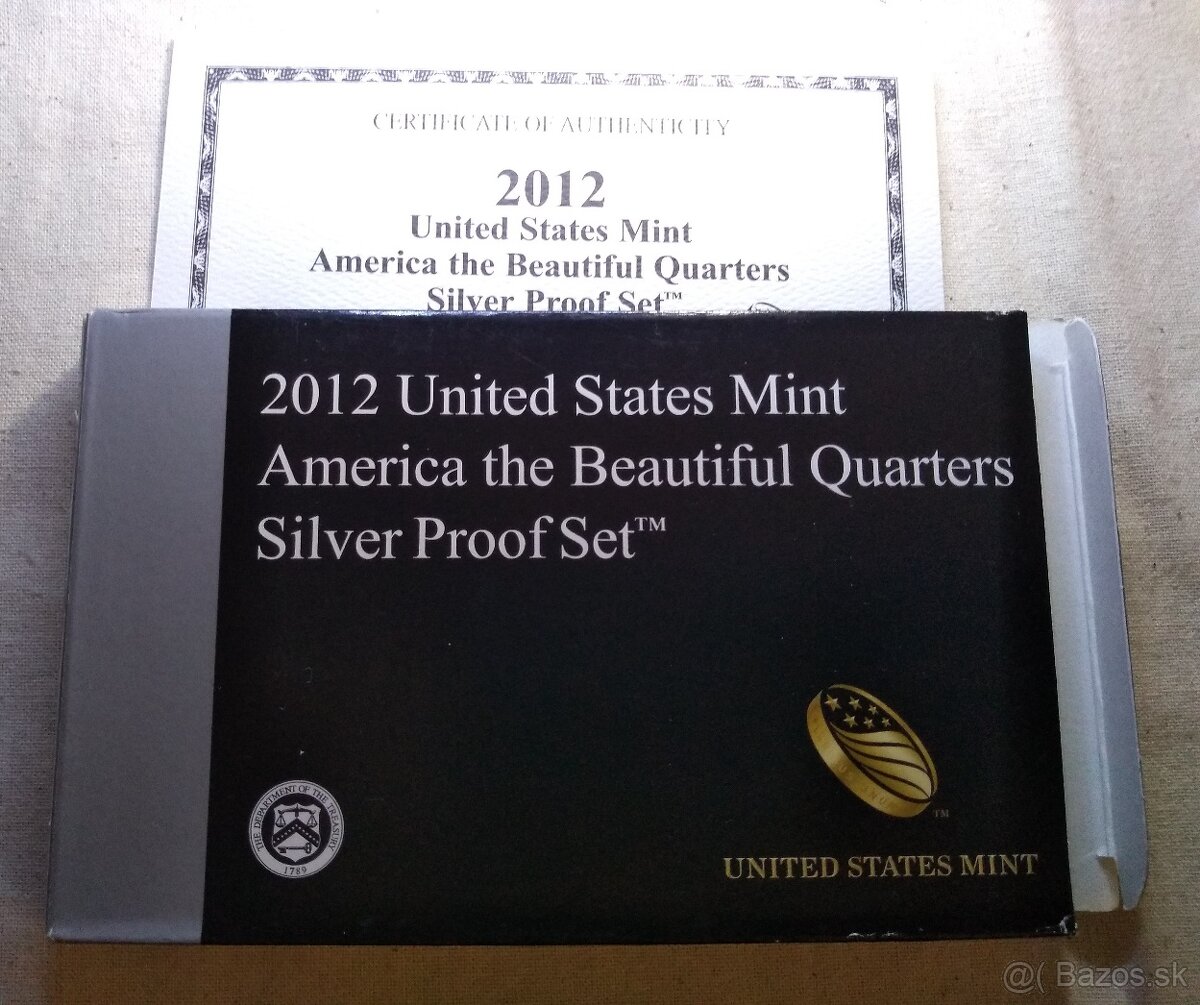 CERTIFICATE OF AUTHENTICITY
2012
United States Mint
America the Beautiful Quarters
Silver Proof Set™
2012 United States Mint
America the Beautiful Quarters
Silver Proof Set™
THE DEPARTMENT OF THE TREASURY
1789
TM
UNITED STATES MINT
@( Bazos.sk